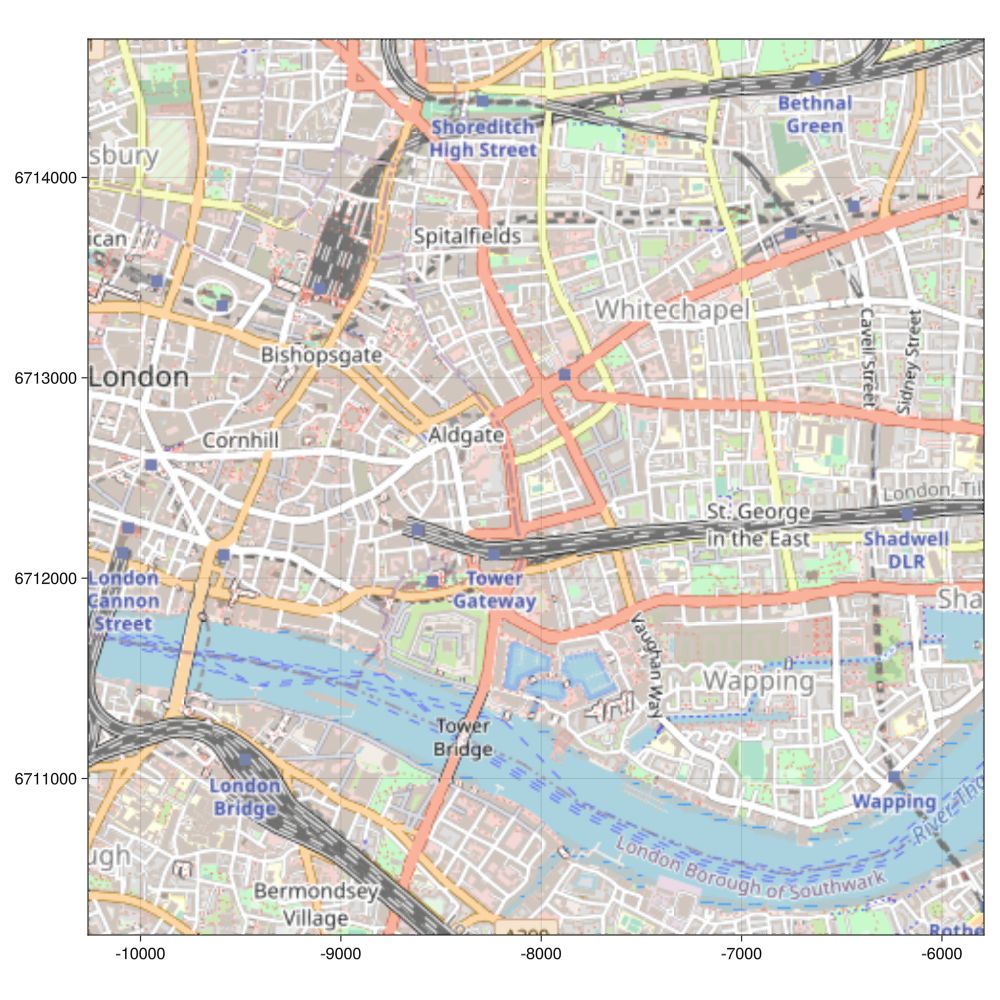 Bethnal
Green
Shoreditch
High Street
sbury
6714000
A
ican
Spitalfields
Whitechapel
Cavell Street
Sidney Street
Bishopsgate
6713000
London
Cornhill
Aldgate
London, Til
St. George
in the East
Shadwell
DLR
6712000
London
Cannon
Street
Tower
Gateway
Sha
Vaughan Way
Wapping
Tower
Bridge
6711000
London
Bridge
Wapping
River Tha
London Borough of Southwark
ugh
Bermondsey
Village
A200
Rothe
-10000
-9000
-8000
-7000
-6000